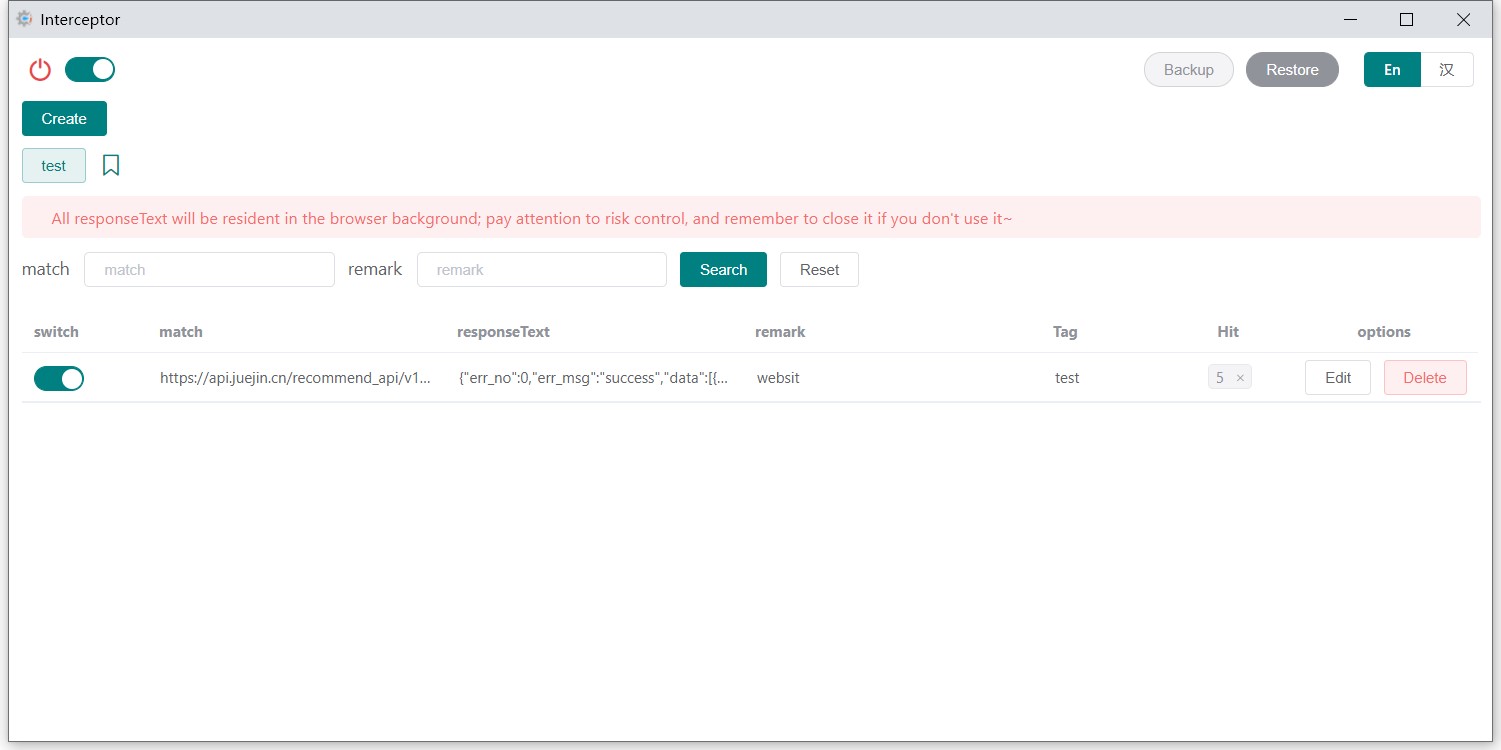 Interceptor
Backup Restore En 汉
Create
test
All responseText will be resident in the browser background; pay attention to risk control, and remember to close it if you don't use it~
match match remark remark Search Reset
switch match responseText remark Tag Hit options
https://api.juejin.cn/recommend_api/v1... {"err_no":0,"err_msg":"success","data":[{... websit test 5 × Edit Delete